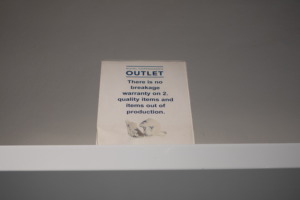 OUTLET
There is no
breakage
warranty on 2.
quality items and
items out of
production.